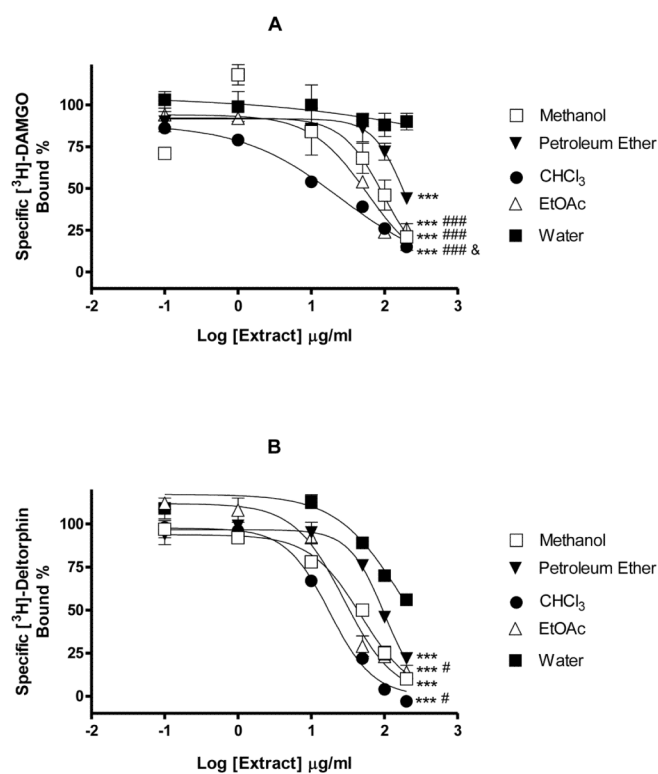 A
Specific [³H]-DAMGO
Bound %
100
75
50
25
0
-2
-1
0
1
2
3
Log [Extract] μg/ml
***
*** ###
*** ###
*** ### &
Methanol
Petroleum Ether
CHCl₃
EtOAc
Water
B
Specific [³H]-Deltorphin
Bound %
100
75
50
25
0
-2
-1
0
1
2
3
Log [Extract] μg/ml
***
*** #
***
*** #
Methanol
Petroleum Ether
CHCl₃
EtOAc
Water